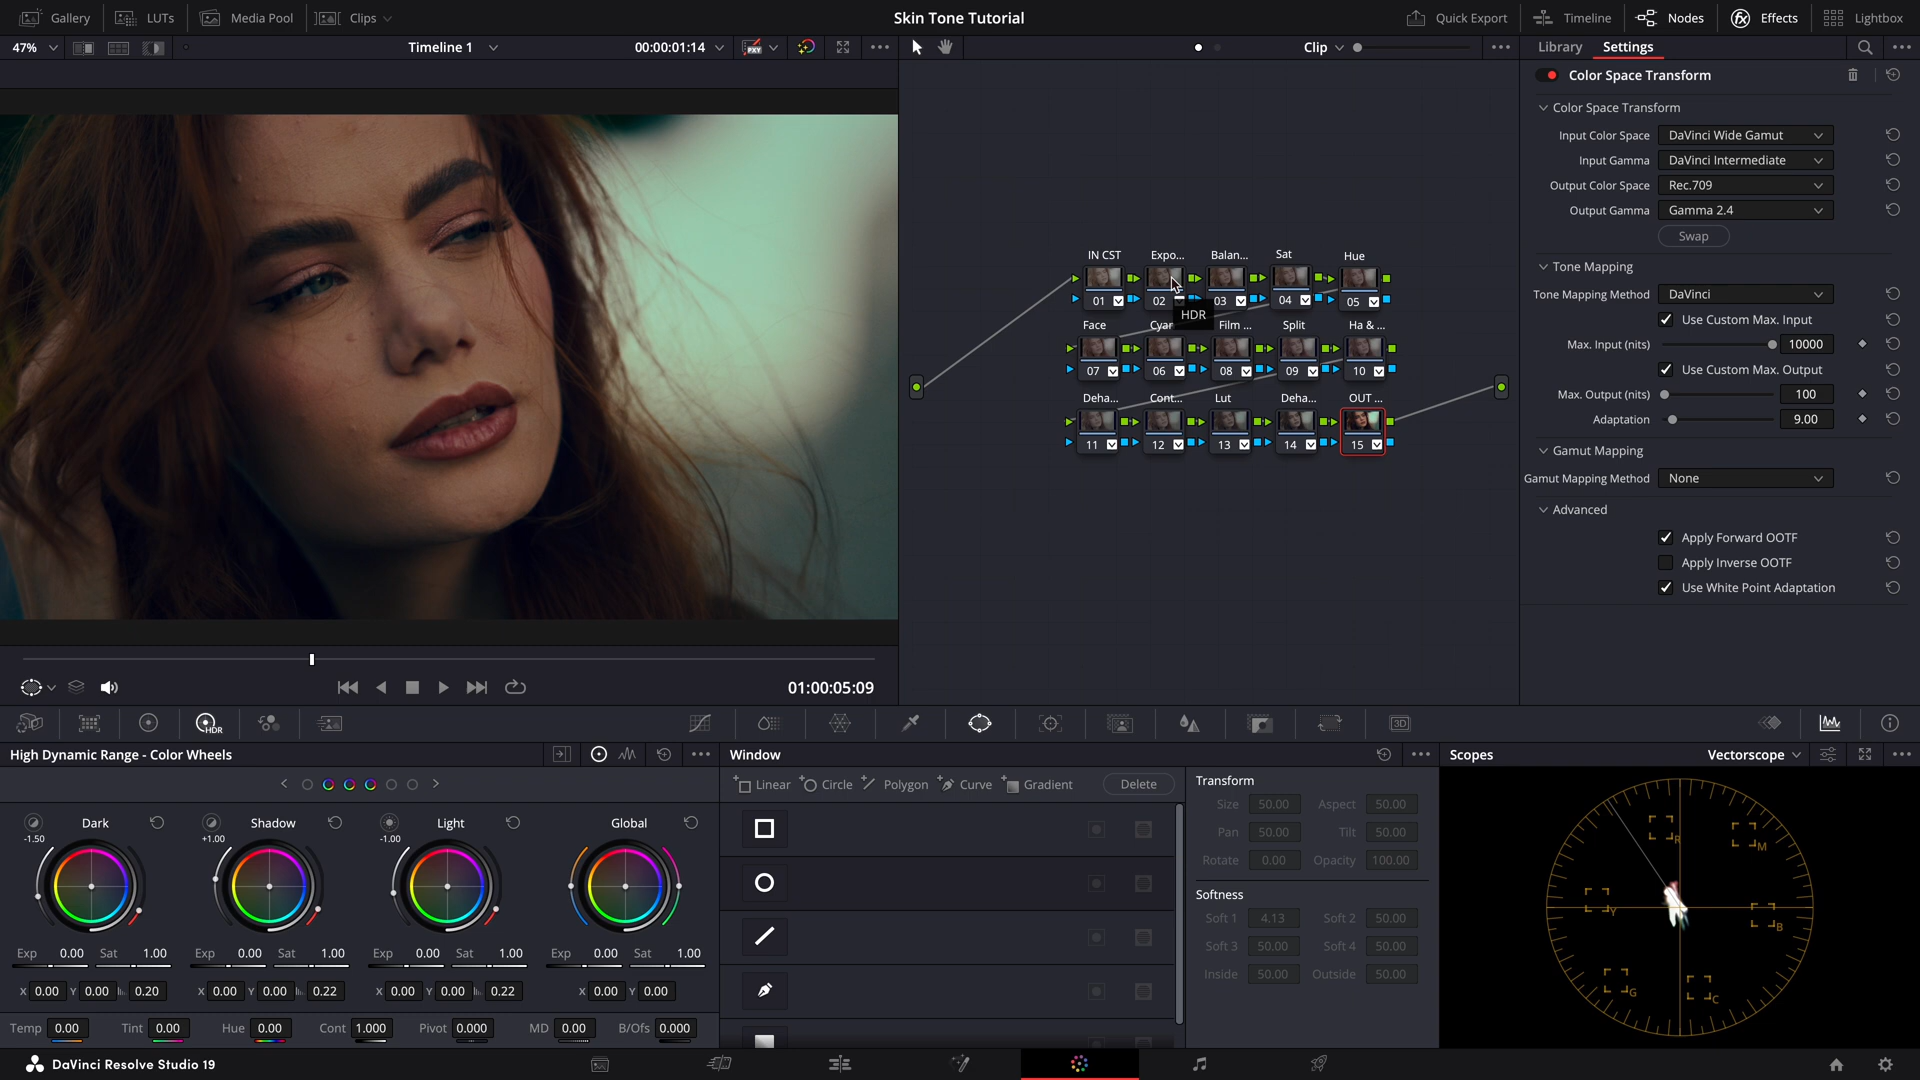 Gallery LUTs Media Pool Clips Skin Tone Tutorial Quick Export Timeline Nodes Effects Lightbox
47% Timeline 1 00:00:01:14 PXY Clip Library Settings
Color Space Transform
Color Space Transform
Input Color Space DaVinci Wide Gamut
Input Gamma DaVinci Intermediate
Output Color Space Rec.709
Output Gamma Gamma 2.4
Swap
Tone Mapping
Tone Mapping Method DaVinci
Use Custom Max. Input
Max. Input (nits) 10000
Use Custom Max. Output
Max. Output (nits) 100
Adaptation 9.00
Gamut Mapping
Gamut Mapping Method None
Advanced
Apply Forward OOTF
Apply Inverse OOTF
Use White Point Adaptation
IN CST Expo... Balan... Sat Hue
01 02 03 04 05
HDR
Face Cyan Film ... Split Ha & ...
07 06 08 09 10
Deha... Cont... Lut Deha... OUT ...
11 12 13 14 15
01:00:05:09
HDR 3D
High Dynamic Range - Color Wheels
Dark Shadow Light Global
-1.50 +1.00 -1.00
Exp 0.00 Sat 1.00 Exp 0.00 Sat 1.00 Exp 0.00 Sat 1.00 Exp 0.00 Sat 1.00
X 0.00 Y 0.00 0.20 X 0.00 Y 0.00 0.22 X 0.00 Y 0.00 0.22 X 0.00 Y 0.00
Temp 0.00 Tint 0.00 Hue 0.00 Cont 1.000 Pivot 0.000 MD 0.00 B/Ofs 0.000
Window
Linear Circle Polygon Curve Gradient Delete
Transform
Size 50.00 Aspect 50.00
Pan 50.00 Tilt 50.00
Rotate 0.00 Opacity 100.00
Softness
Soft 1 4.13 Soft 2 50.00
Soft 3 50.00 Soft 4 50.00
Inside 50.00 Outside 50.00
Scopes Vectorscope
R M
Y B
G C
DaVinci Resolve Studio 19